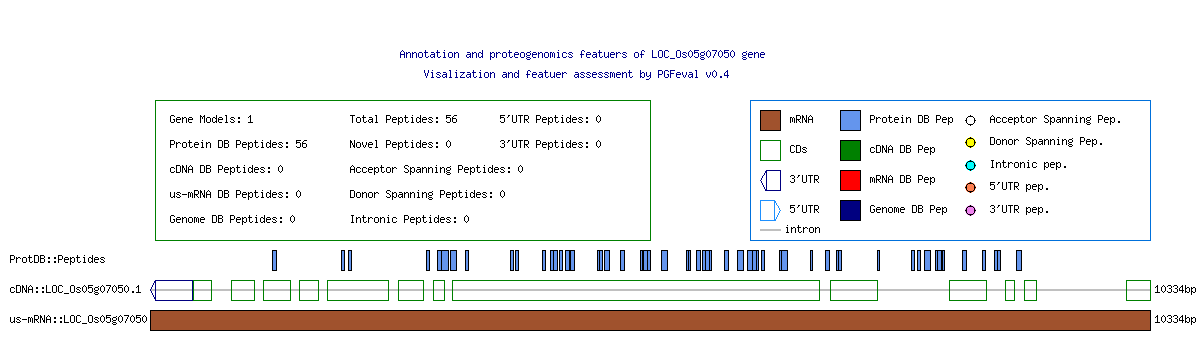 Annotation and proteogenomics featuers of LOC_Os05g07050 gene
Visalization and featuer assessment by PGFeval v0.4
Gene Models: 1 Total Peptides: 56 5'UTR Peptides: 0
Protein DB Peptides: 56 Novel Peptides: 0 3'UTR Peptides: 0
cDNA DB Peptides: 0 Acceptor Spanning Peptides: 0
us-mRNA DB Peptides: 0 Donor Spanning Peptides: 0
Genome DB Peptides: 0 Intronic Peptides: 0
mRNA Protein DB Pep Acceptor Spanning Pep.
CDs cDNA DB Pep Donor Spanning Pep.
3'UTR mRNA DB Pep Intronic pep.
5'UTR Genome DB Pep 5'UTR pep.
intron 3'UTR pep.
ProtDB::Peptides
cDNA::LOC_Os05g07050.1 10334bp
us-mRNA::LOC_Os05g07050 10334bp